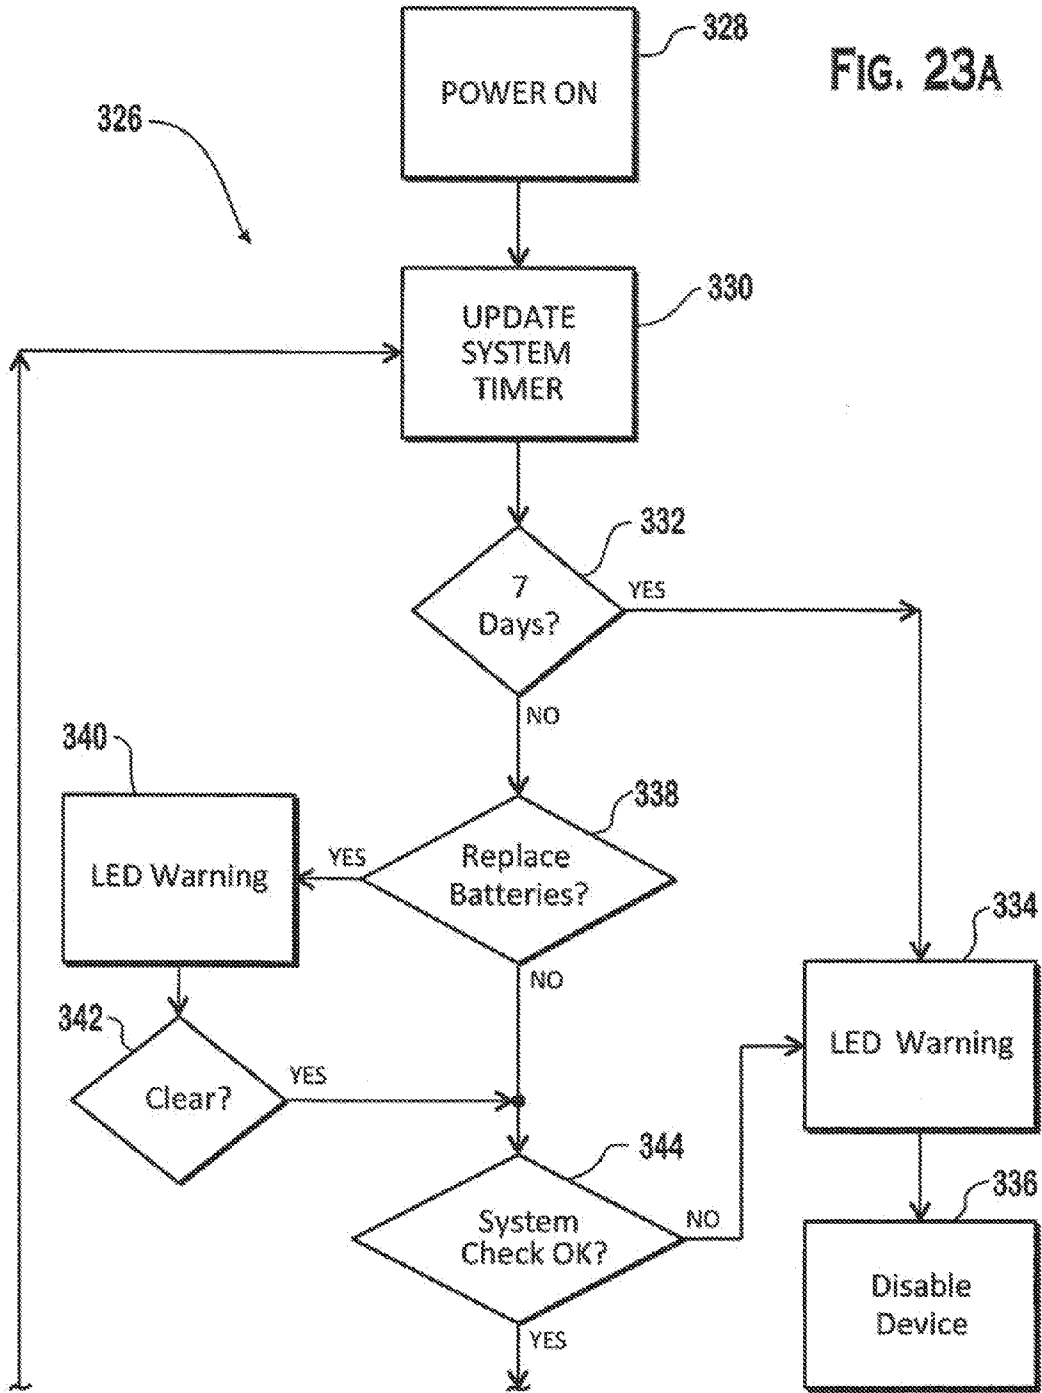 328
FIG. 23A
POWER ON
326
330
UPDATE
SYSTEM
TIMER
332
7
Days?
YES
NO
340
338
LED Warning
YES
Replace
Batteries?
334
NO
342
LED Warning
Clear?
YES
344
336
System
Check OK?
NO
Disable
Device
YES